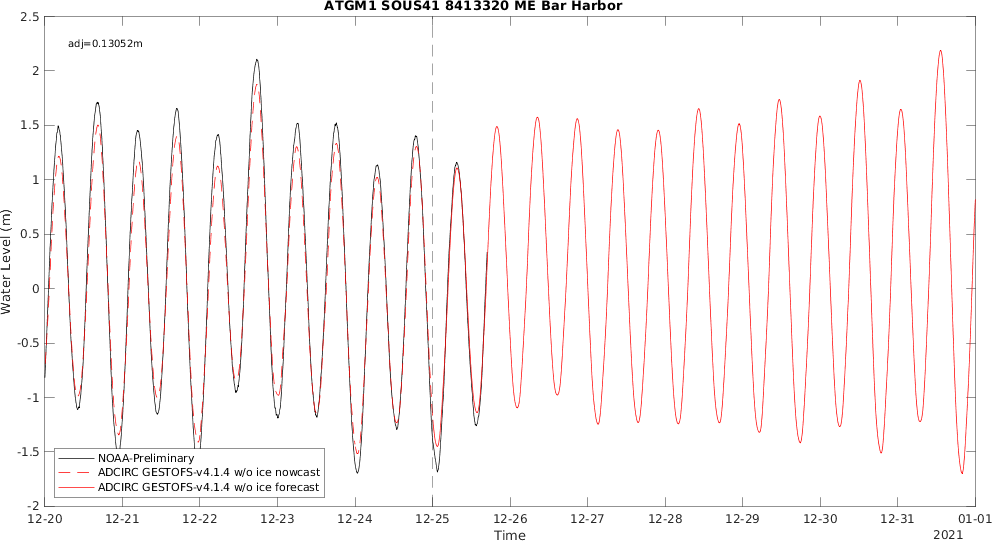 ATGM1 SOUS41 8413320 ME Bar Harbor
adj=0.13052m
2.5
2
1.5
1
0.5
0
-0.5
-1
-1.5
-2
Water Level (m)
NOAA-Preliminary
ADCIRC GESTOFS-v4.1.4 w/o ice nowcast
ADCIRC GESTOFS-v4.1.4 w/o ice forecast
12-20 12-21 12-22 12-23 12-24 12-25 12-26 12-27 12-28 12-29 12-30 12-31 01-01
Time
2021